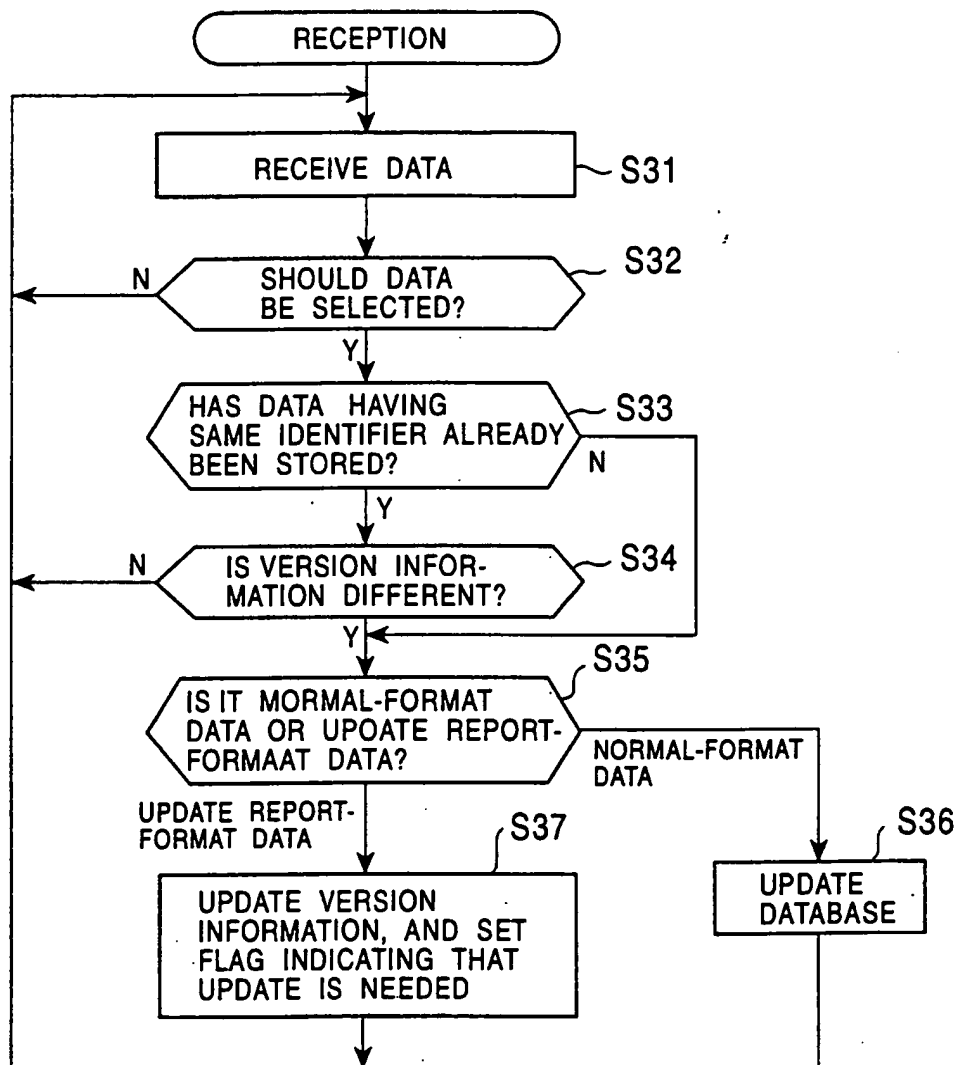 RECEPTION
RECEIVE DATA
S31
N
SHOULD DATA
BE SELECTED?
S32
Y
HAS DATA HAVING
SAME IDENTIFIER ALREADY
BEEN STORED?
S33
N
Y
N
IS VERSION INFOR-
MATION DIFFERENT?
S34
Y
S35
IS IT MORMAL-FORMAT
DATA OR UPOATE REPORT-
FORMAAT DATA?
NORMAL-FORMAT
DATA
UPDATE REPORT-
FORMAT DATA
S37
S36
UPDATE VERSION
INFORMATION, AND SET
FLAG INDICATING THAT
UPDATE IS NEEDED
UPDATE
DATABASE